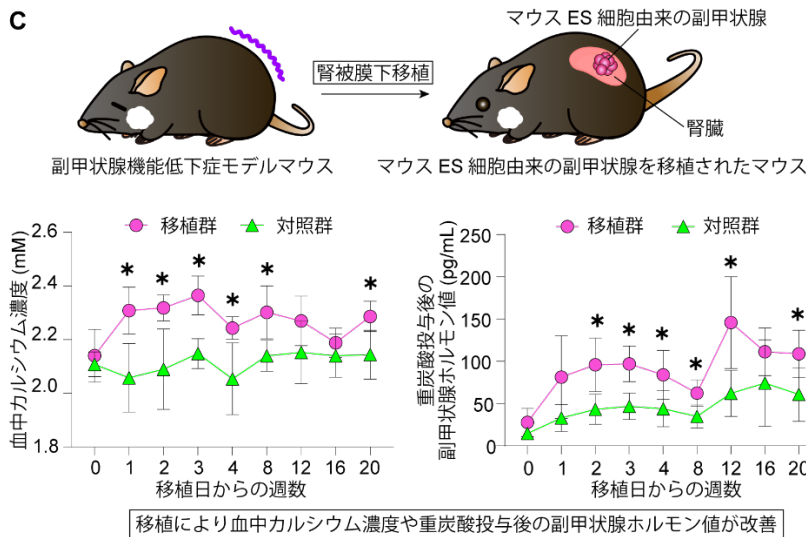 C
マウス ES 細胞由来の副甲状腺
腎被膜下移植
腎臓
副甲状腺機能低下症モデルマウス
マウス ES 細胞由来の副甲状腺を移植されたマウス
移植群 対照群
血中カルシウム濃度 (mM)
2.6
2.4
2.2
2.0
1.8
* * * * * *
0 1 2 3 4 8 12 16 20
移植日からの週数
移植群 対照群
重炭酸投与後の
副甲状腺ホルモン値 (pg/mL)
250
200
150
100
50
0
* * * * * *
0 1 2 3 4 8 12 16 20
移植日からの週数
移植により血中カルシウム濃度や重炭酸投与後の副甲状腺ホルモン値が改善